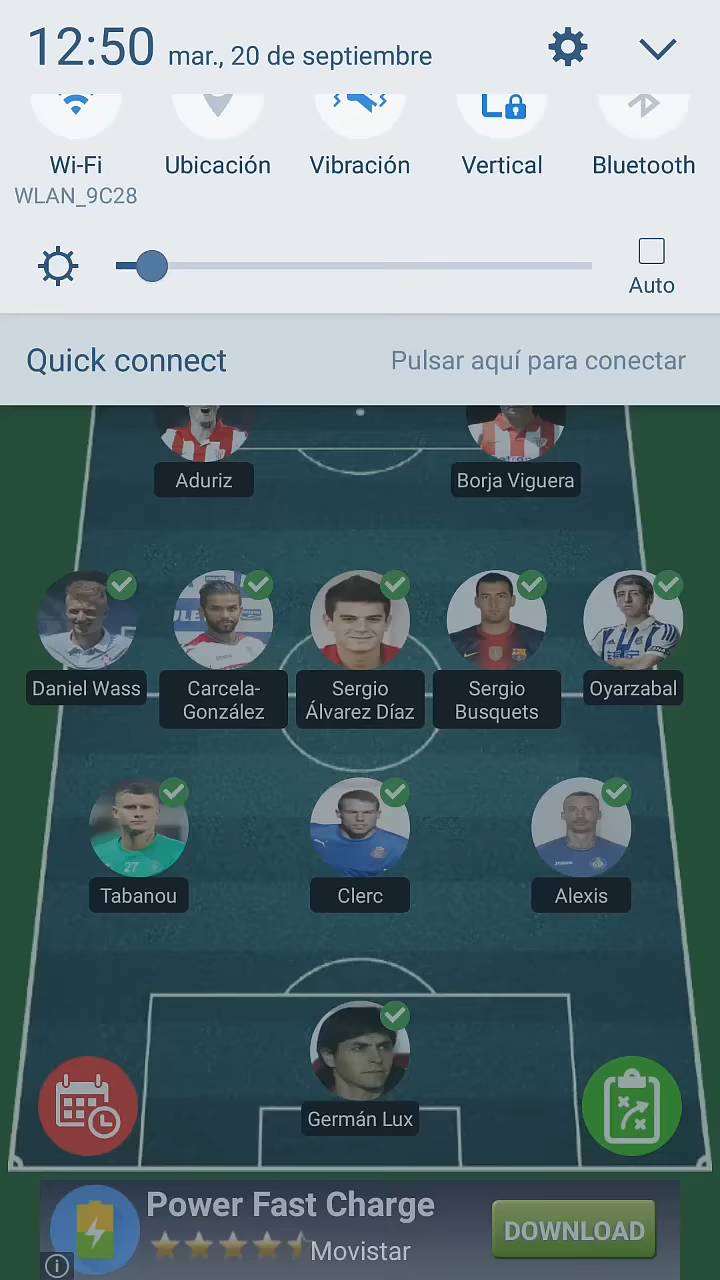 12:50 mar., 20 de septiembre
Wi-Fi Ubicación Vibración Vertical Bluetooth
WLAN_9C28
Auto
Quick connect Pulsar aquí para conectar
Aduriz Borja Viguera
Daniel Wass Carcela-González Sergio Álvarez Díaz Sergio Busquets Oyarzabal
27
Tabanou Clerc Alexis
Germán Lux
Power Fast Charge
Movistar
DOWNLOAD